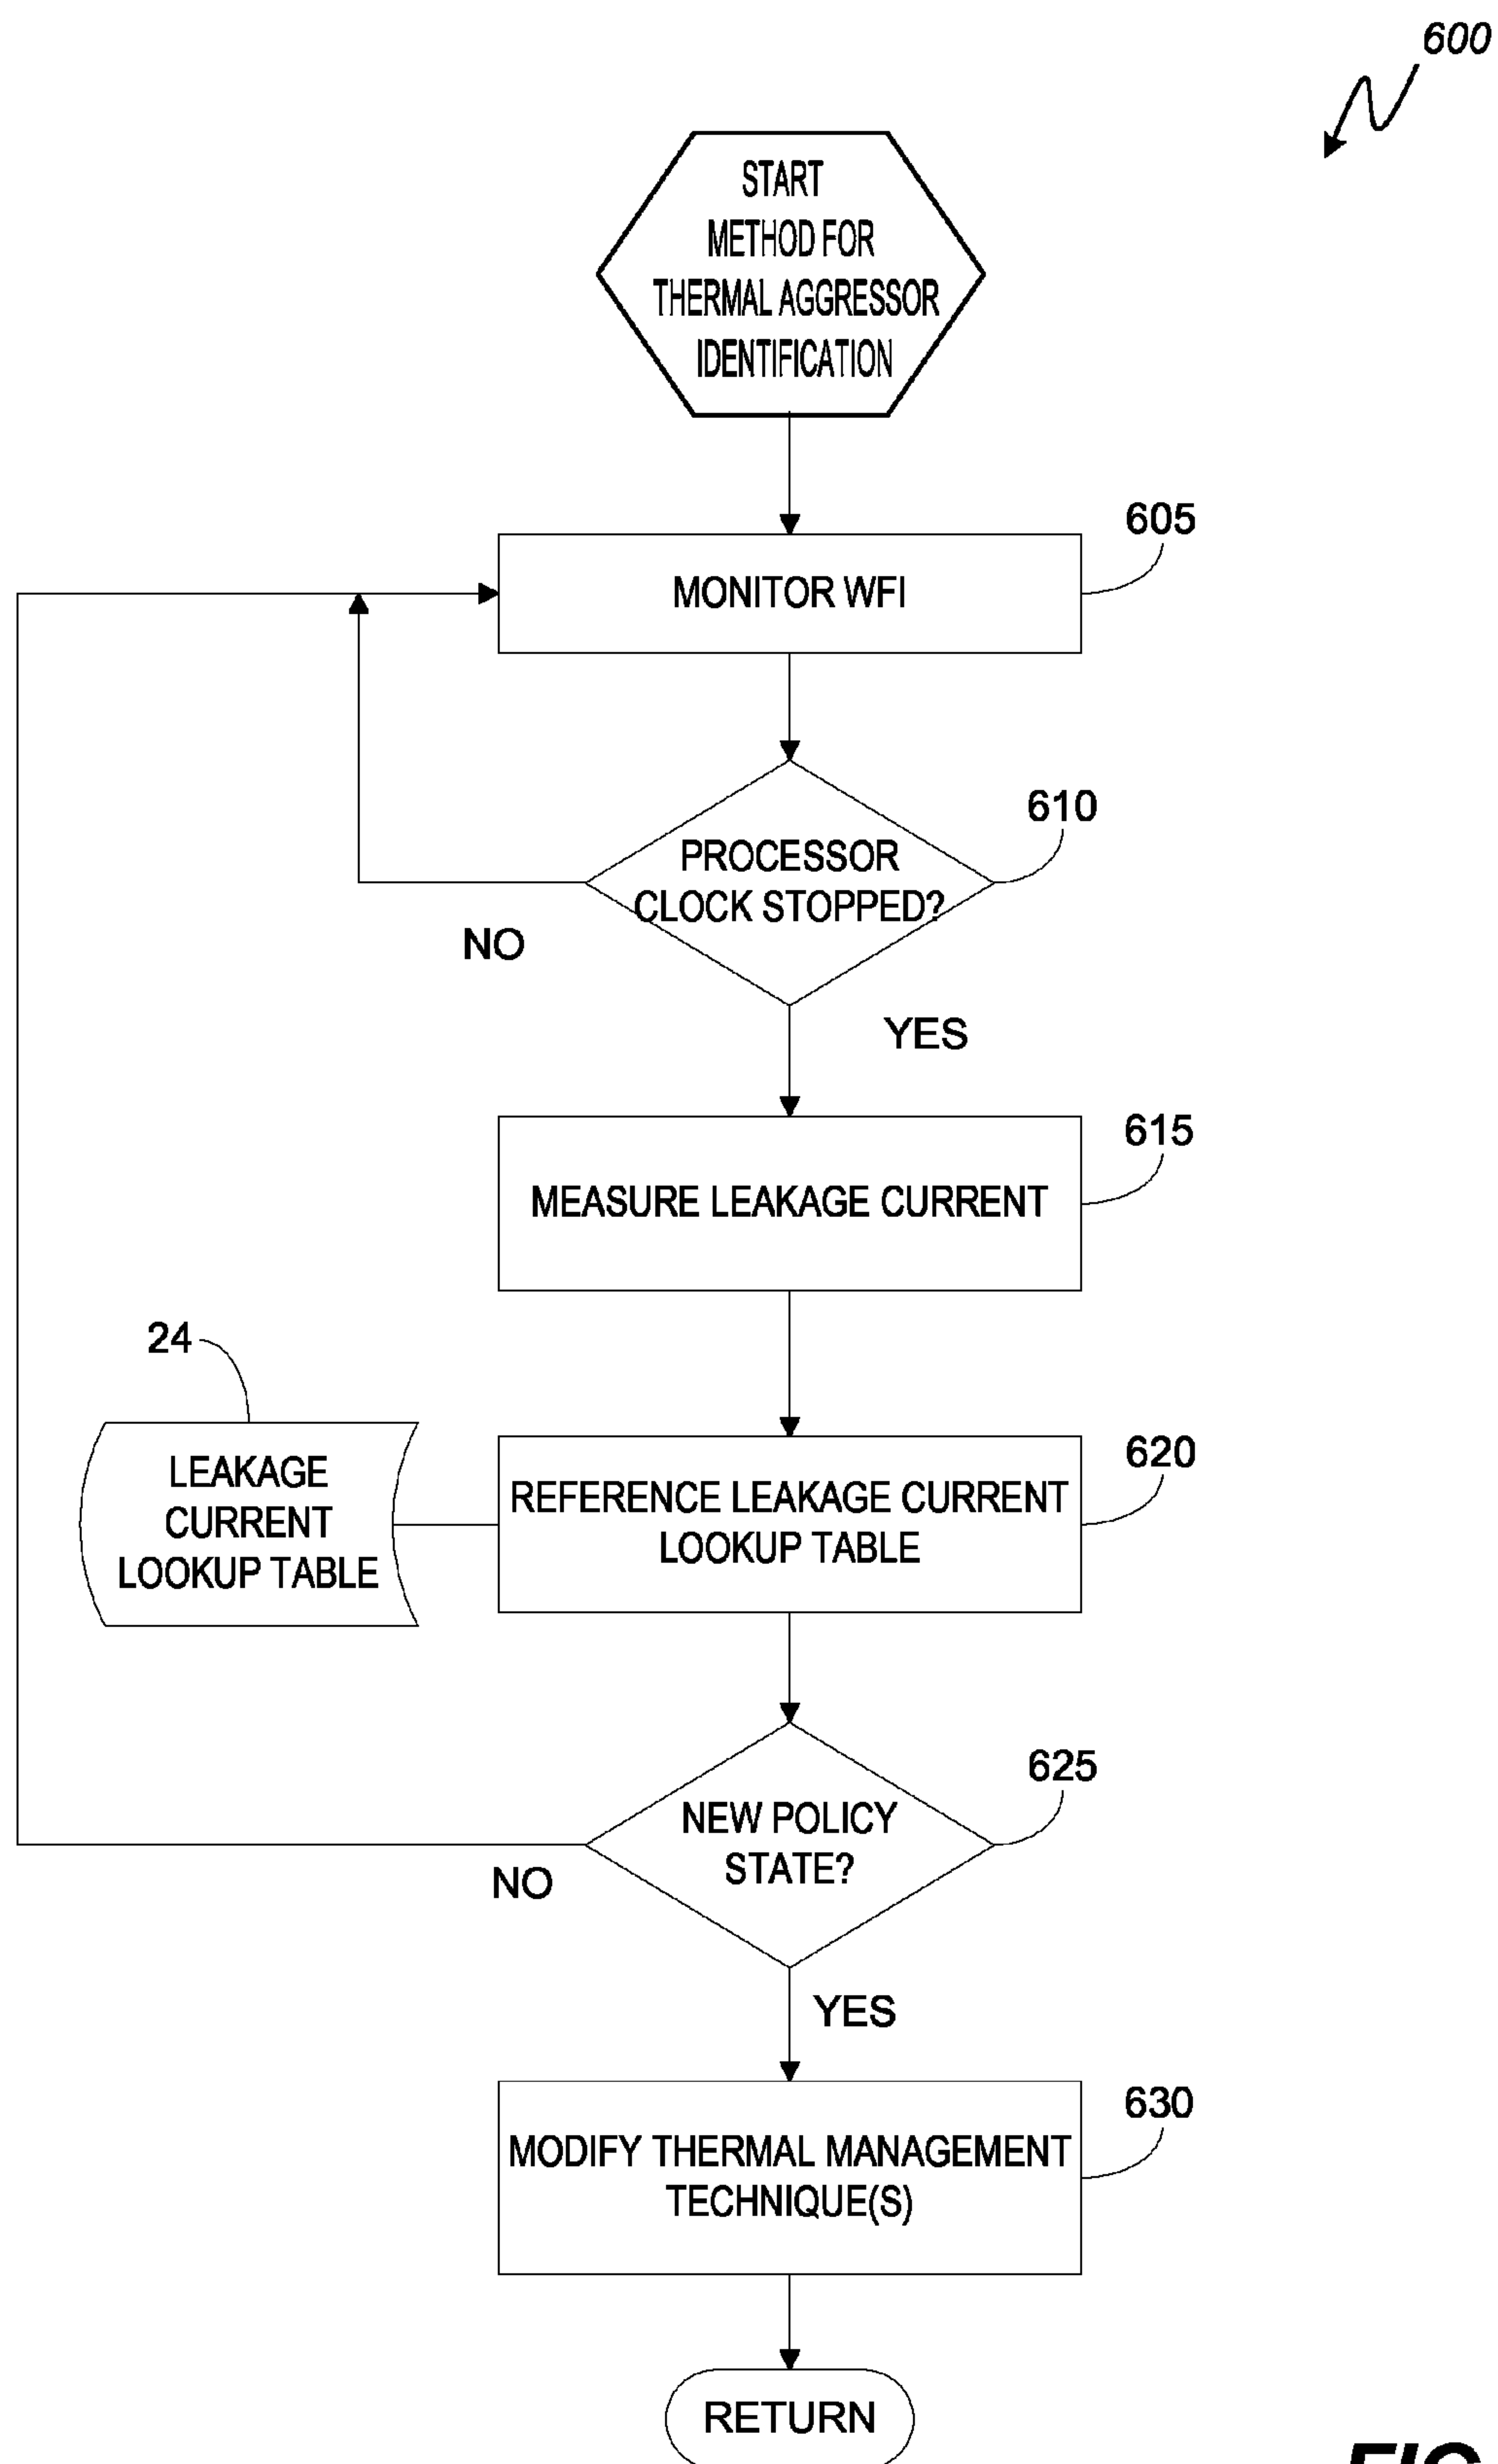 600
START
METHOD FOR
THERMAL AGGRESSOR
IDENTIFICATION
605
MONITOR WFI
610
PROCESSOR
CLOCK STOPPED?
NO
YES
615
MEASURE LEAKAGE CURRENT
24
LEAKAGE
CURRENT
LOOKUP TABLE
620
REFERENCE LEAKAGE CURRENT
LOOKUP TABLE
625
NEW POLICY
STATE?
NO
YES
630
MODIFY THERMAL MANAGEMENT
TECHNIQUE(S)
RETURN